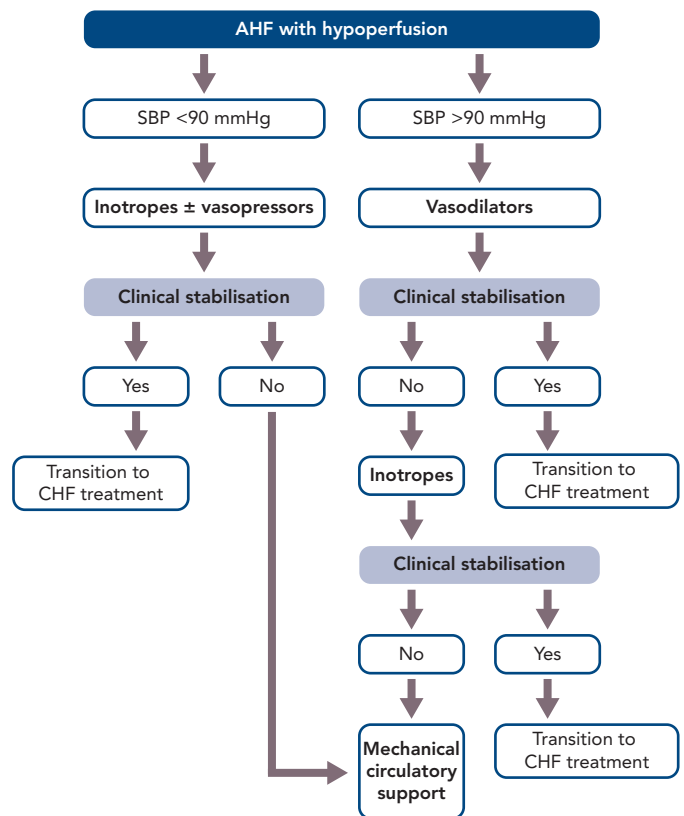 AHF with hypoperfusion
SBP <90 mmHg
SBP >90 mmHg
Inotropes ± vasopressors
Vasodilators
Clinical stabilisation
Clinical stabilisation
Yes
No
No
Yes
Transition to
CHF treatment
Inotropes
Transition to
CHF treatment
Clinical stabilisation
No
Yes
Mechanical
circulatory
support
Transition to
CHF treatment